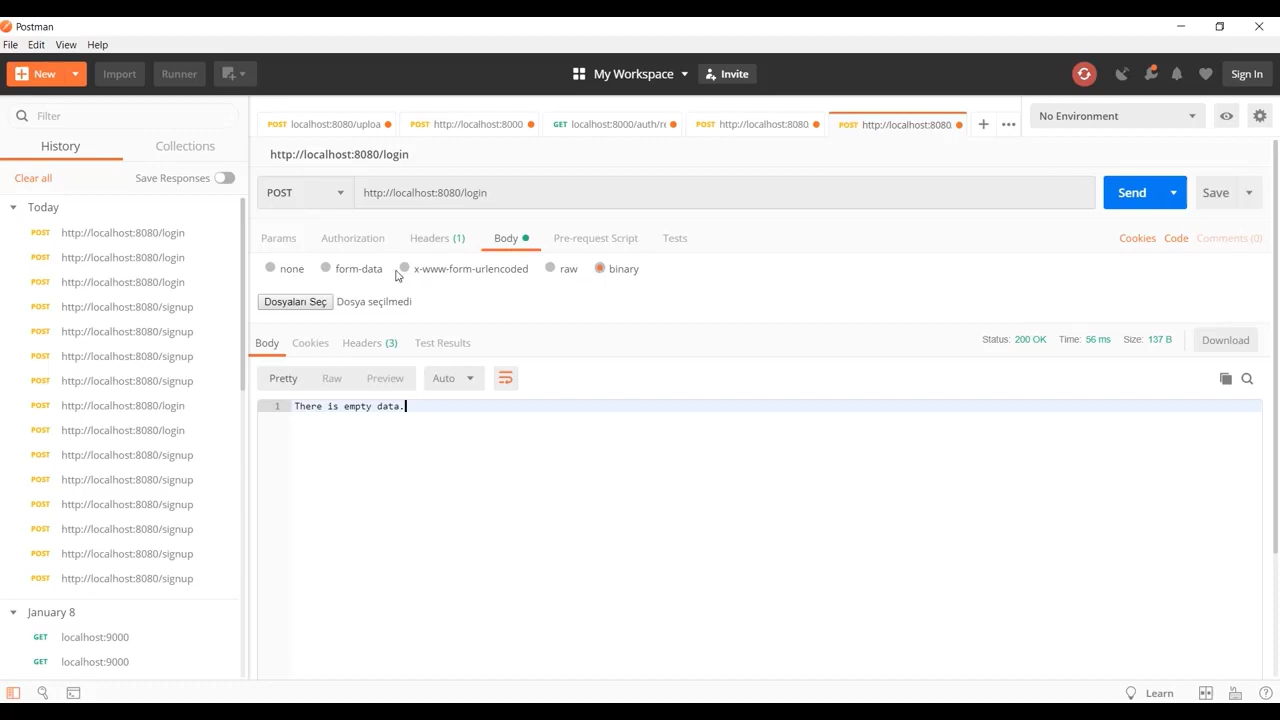 Postman
File Edit View Help
New Import Runner My Workspace Invite Sign In
Filter
History Collections
Clear all Save Responses
Today
POST http://localhost:8080/login
POST http://localhost:8080/login
POST http://localhost:8080/login
POST http://localhost:8080/signup
POST http://localhost:8080/signup
POST http://localhost:8080/signup
POST http://localhost:8080/signup
POST http://localhost:8080/login
POST http://localhost:8080/login
POST http://localhost:8080/signup
POST http://localhost:8080/signup
POST http://localhost:8080/signup
POST http://localhost:8080/signup
POST http://localhost:8080/signup
POST http://localhost:8080/signup
January 8
GET localhost:9000
GET localhost:9000
POST localhost:8080/uploa POST http://localhost:8000 GET localhost:8000/auth/re POST http://localhost:8080 POST http://localhost:8080. No Environment
http://localhost:8080/login
POST http://localhost:8080/login Send Save
Params Authorization Headers (1) Body Pre-request Script Tests Cookies Code Comments (0)
none form-data x-www-form-urlencoded raw binary
Dosyaları Seç Dosya seçilmedi
Body Cookies Headers (3) Test Results Status: 200 OK Time: 56 ms Size: 137 B Download
Pretty Raw Preview Auto
1 There is empty data.
Learn